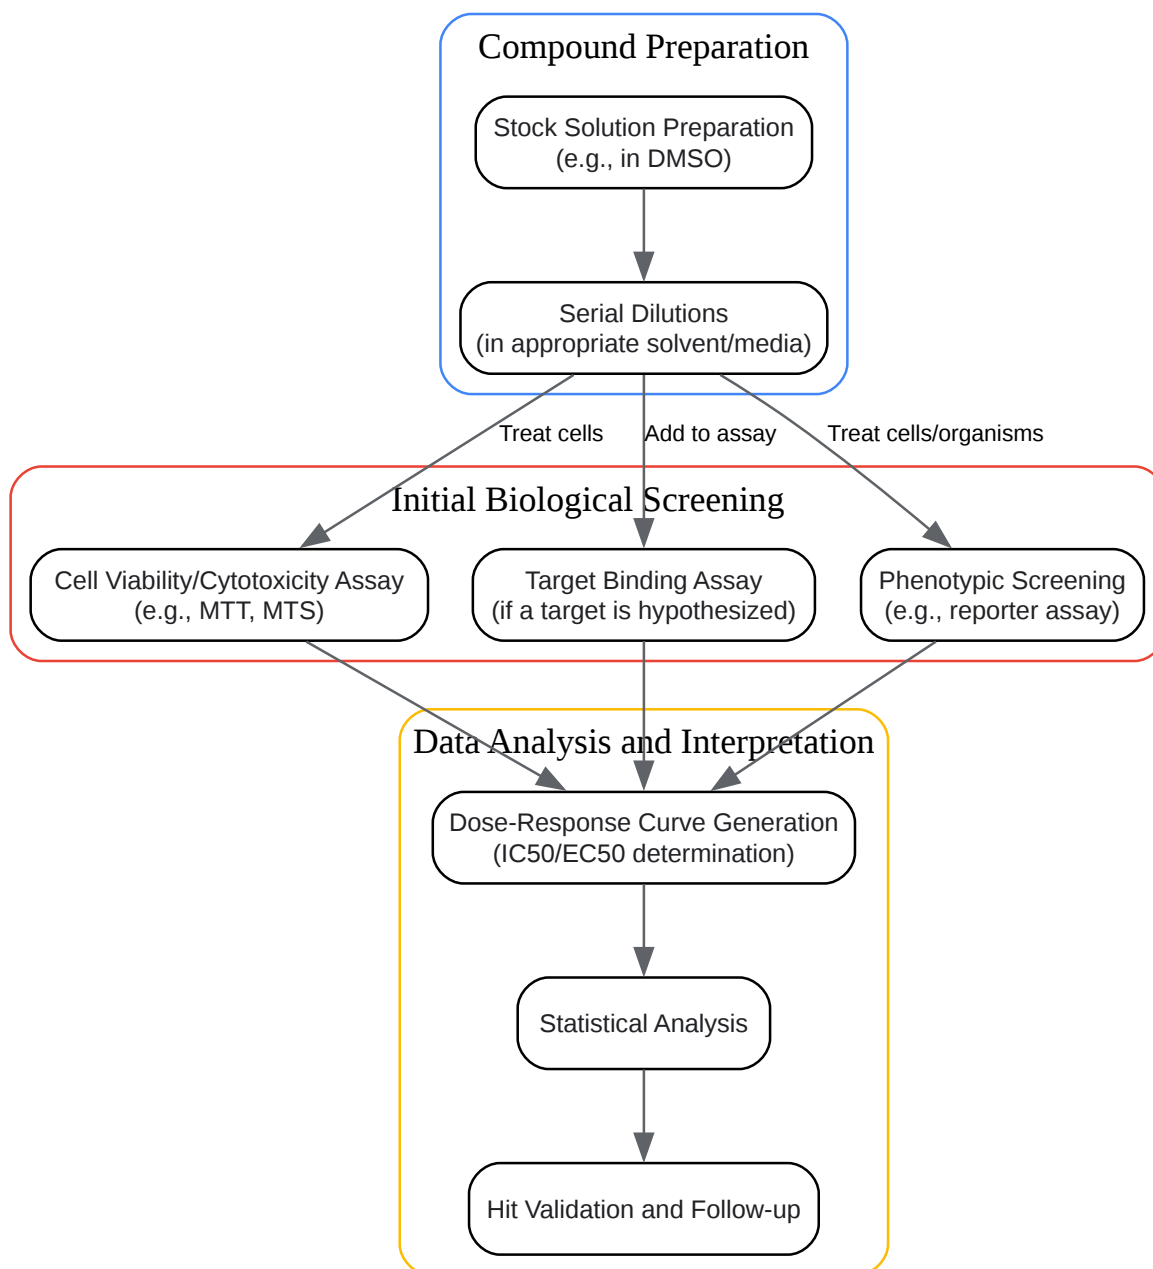 Compound Preparation
Stock Solution Preparation
(e.g., in DMSO)
Serial Dilutions
(in appropriate solvent/media)
Treat cells
Add to assay
Treat cells/organisms
Initial Biological Screening
Cell Viability/Cytotoxicity Assay
(e.g., MTT, MTS)
Target Binding Assay
(if a target is hypothesized)
Phenotypic Screening
(e.g., reporter assay)
Data Analysis and Interpretation
Dose-Response Curve Generation
(IC50/EC50 determination)
Statistical Analysis
Hit Validation and Follow-up